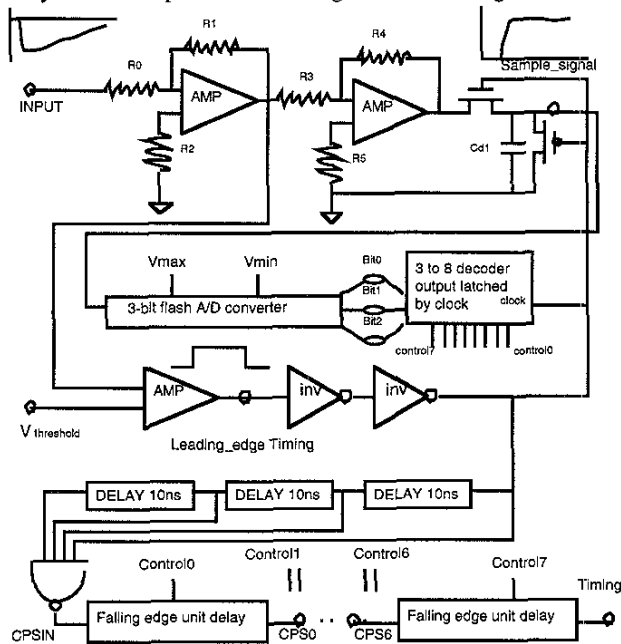 R1
R4
R0
R3
Sample_signal
AMP
AMP
INPUT
R2
R5
Cd1
Vmax
Vmin
Bit0
Bit1
Bit2
3-bit flash A/D converter
3 to 8 decoder
output latched
by clock
clock
control7
control0
AMP
inv
inv
V threshold
Leading_edge Timing
DELAY 10ns
DELAY 10ns
DELAY 10ns
Control0
Control1
Control6
Control7
Timing
CPSIN
Falling edge unit delay
CPS0
CPS6
Falling edge unit delay